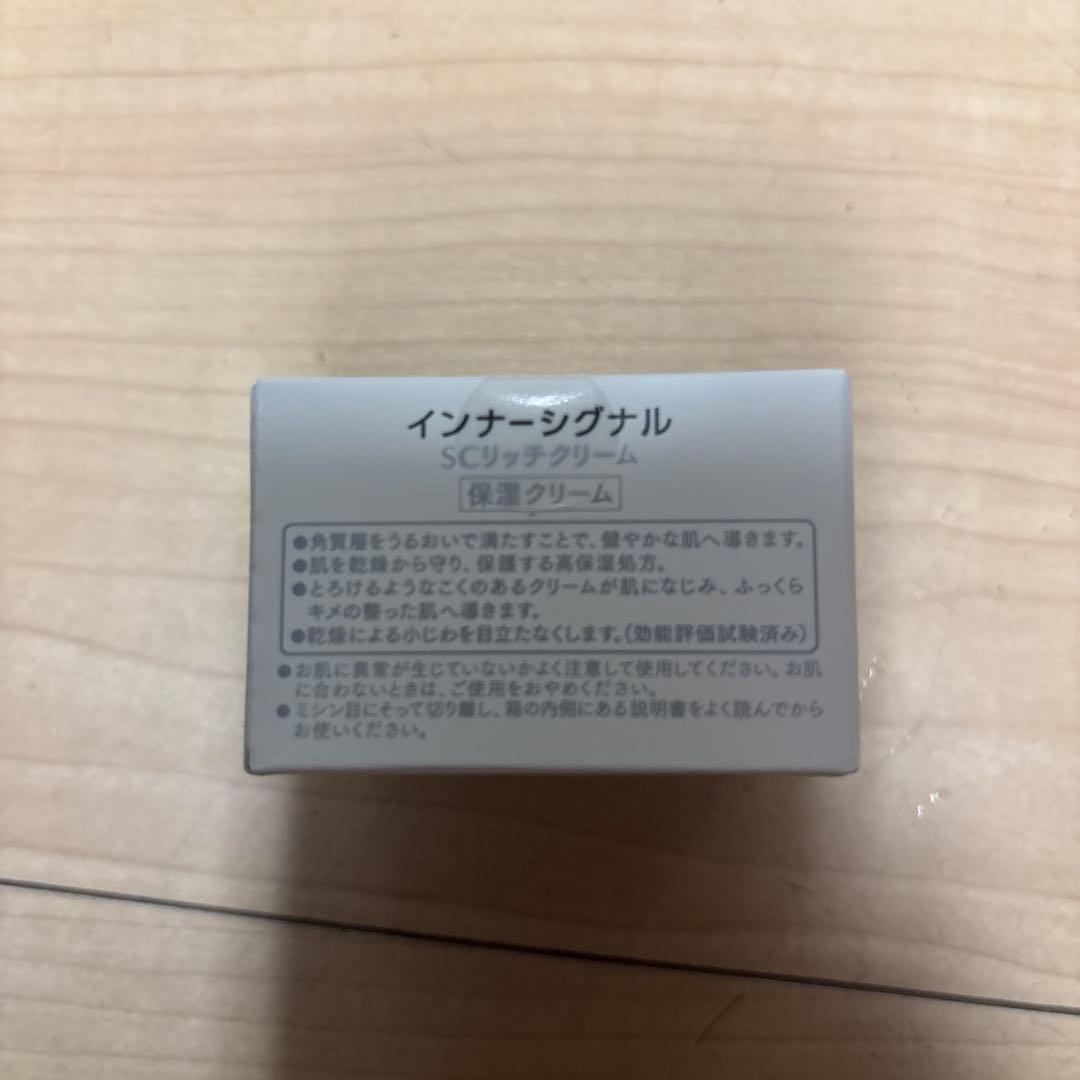 インナーシグナル
SCリッチクリーム
保湿クリーム
●角質層をうるおいで満たすことで、健やかな肌へ導きます。
●肌を乾燥から守り、保護する高保湿処方。
●とろけるようなこくのあるクリームが肌になじみ、ふっくら
キメの整った肌へ導きます。
●乾燥による小じわを目立たなくします。(効能評価試験済み)
●お肌に異常が生じていないかよく注意して使用してください。お肌
に合わないときは、ご使用をおやめください。
●ミシン目にそって切り離し、箱の内側にある説明書をよく読んでから
お使いください。